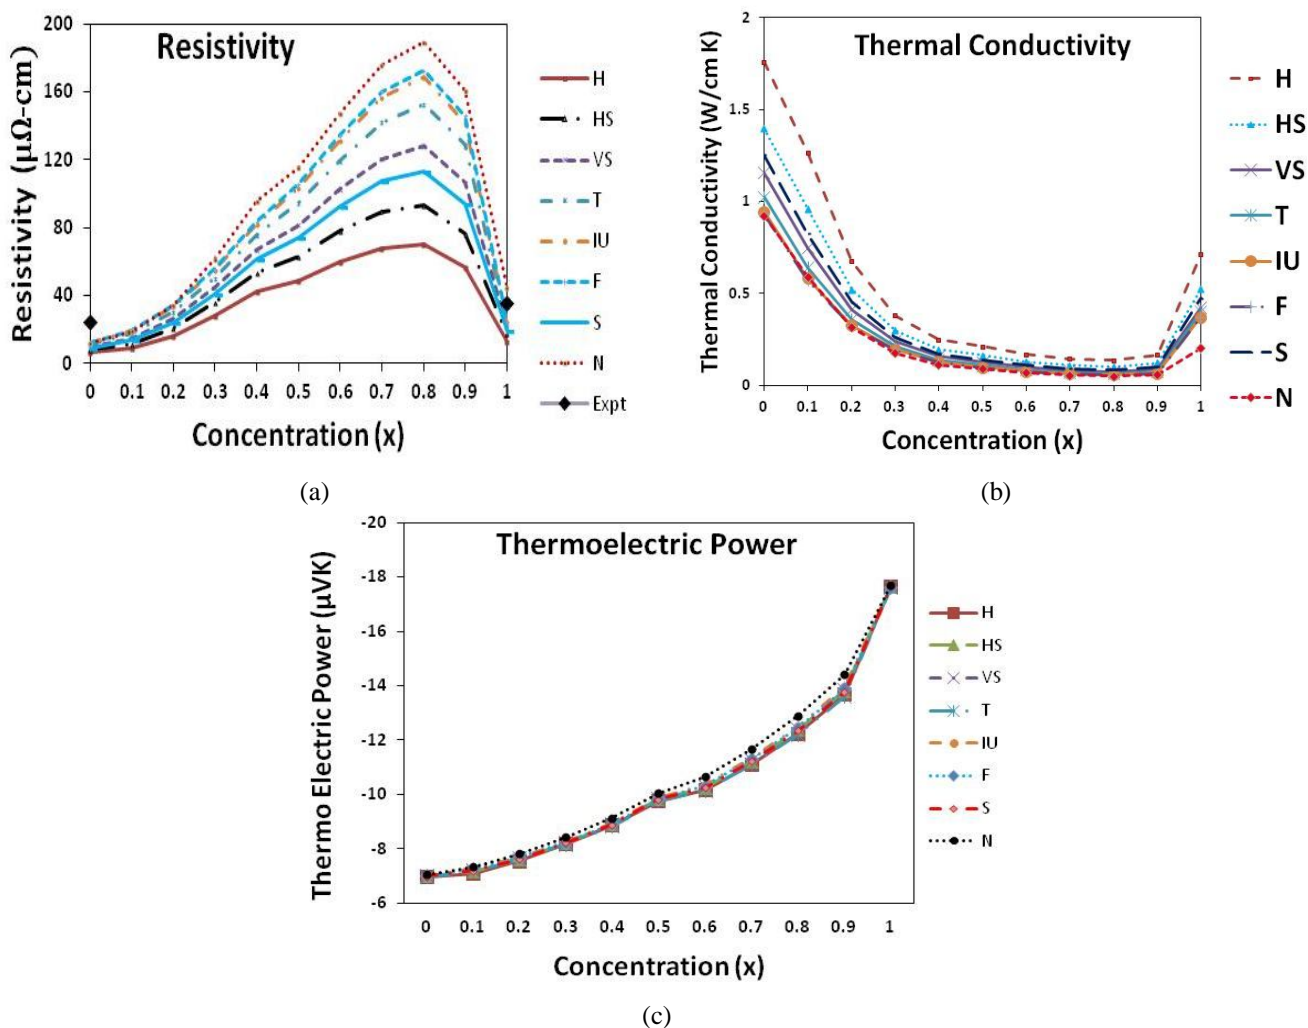 Resistivity
Resistivity (μΩ-cm)
200
160
120
80
40
0
0 0.1 0.2 0.3 0.4 0.5 0.6 0.7 0.8 0.9 1
Concentration (x)
H
HS
VS
T
IU
F
S
N
Expt
(a)
Thermal Conductivity
Thermal Conductivity (W/cm K)
2
1.5
1
0.5
0
0 0.1 0.2 0.3 0.4 0.5 0.6 0.7 0.8 0.9 1
Concentration (x)
H
HS
VS
T
IU
F
S
N
(b)
Thermoelectric Power
Thermo Electric Power (μVK)
-20
-18
-16
-14
-12
-10
-8
-6
0 0.1 0.2 0.3 0.4 0.5 0.6 0.7 0.8 0.9 1
Concentration (x)
H
HS
VS
T
IU
F
S
N
(c)